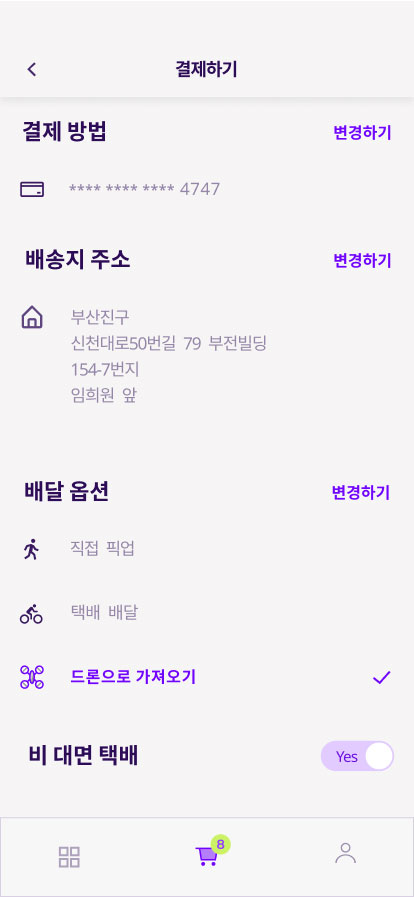 결제하기
결제 방법 변경하기
**** **** **** 4747
배송지 주소 변경하기
부산진구
신천대로50번길 79 부전빌딩
154-7번지
임희원 앞
배달 옵션 변경하기
직접 픽업
택배 배달
드론으로 가져오기
비 대면 택배 Yes
8